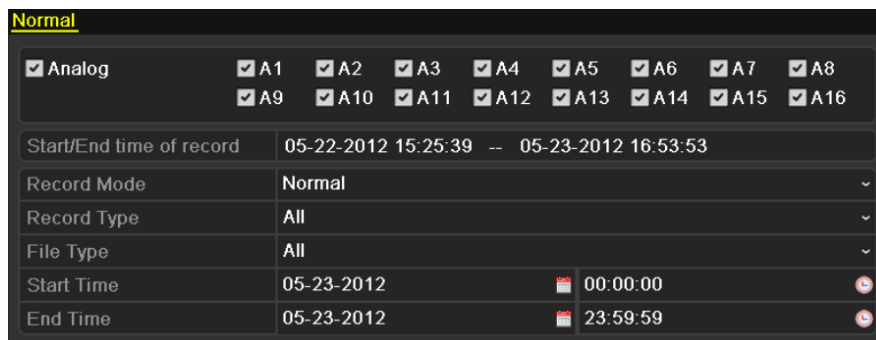 Normal
Analog A1 A2 A3 A4 A5 A6 A7 A8
A9 A10 A11 A12 A13 A14 A15 A16
Start/End time of record 05-22-2012 15:25:39 -- 05-23-2012 16:53:53
Record Mode Normal
Record Type All
File Type All
Start Time 05-23-2012 00:00:00
End Time 05-23-2012 23:59:59